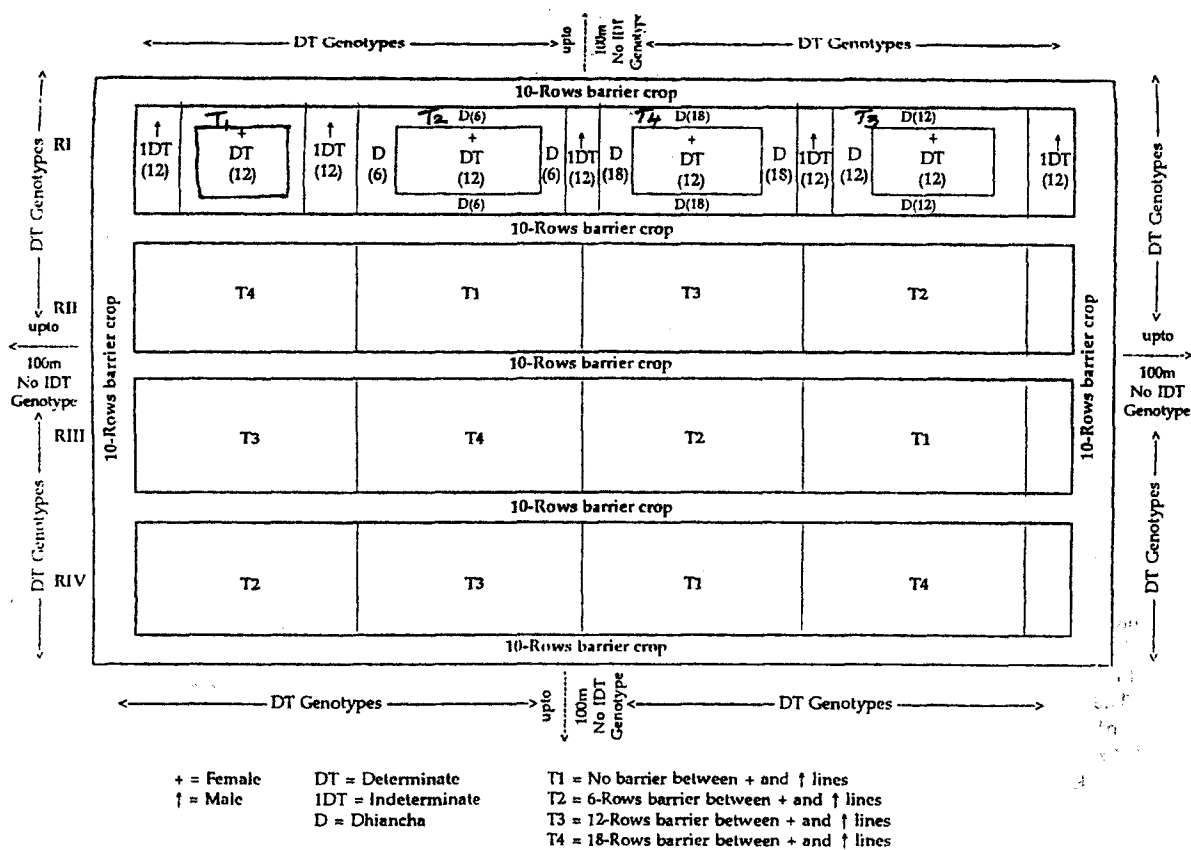 DT Genotypes
upto
100m
No IDT
Genotype
DT Genotypes
10-Rows barrier crop
RI
DT Genotypes
↑
1DT
(12)
T1
+
DT
(12)
↑
1DT
(12)
T2
D(6)
D
(6)
+
DT
(12)
D
(6)
D(6)
↑
1DT
(12)
T4
D(18)
D
(18)
+
DT
(12)
D
(18)
D(18)
↑
1DT
(12)
T3
D(12)
D
(12)
+
DT
(12)
D(12)
↑
1DT
(12)
DT Genotypes
10-Rows barrier crop
RII
T4
T1
T3
T2
upto
100m
No IDT
Genotype
10-Rows barrier crop
10-Rows barrier crop
10-Rows barrier crop
upto
100m
No IDT
Genotype
RIII
T3
T4
T2
T1
10-Rows barrier crop
DT Genotypes
RIV
T2
T3
T1
T4
DT Genotypes
10-Rows barrier crop
DT Genotypes
upto
100m
No IDT
Genotype
DT Genotypes
+ = Female
↑ = Male
DT = Determinate
1DT = Indeterminate
D = Dhiancha
T1 = No barrier between + and ↑ lines
T2 = 6-Rows barrier between + and ↑ lines
T3 = 12-Rows barrier between + and ↑ lines
T4 = 18-Rows barrier between + and ↑ lines